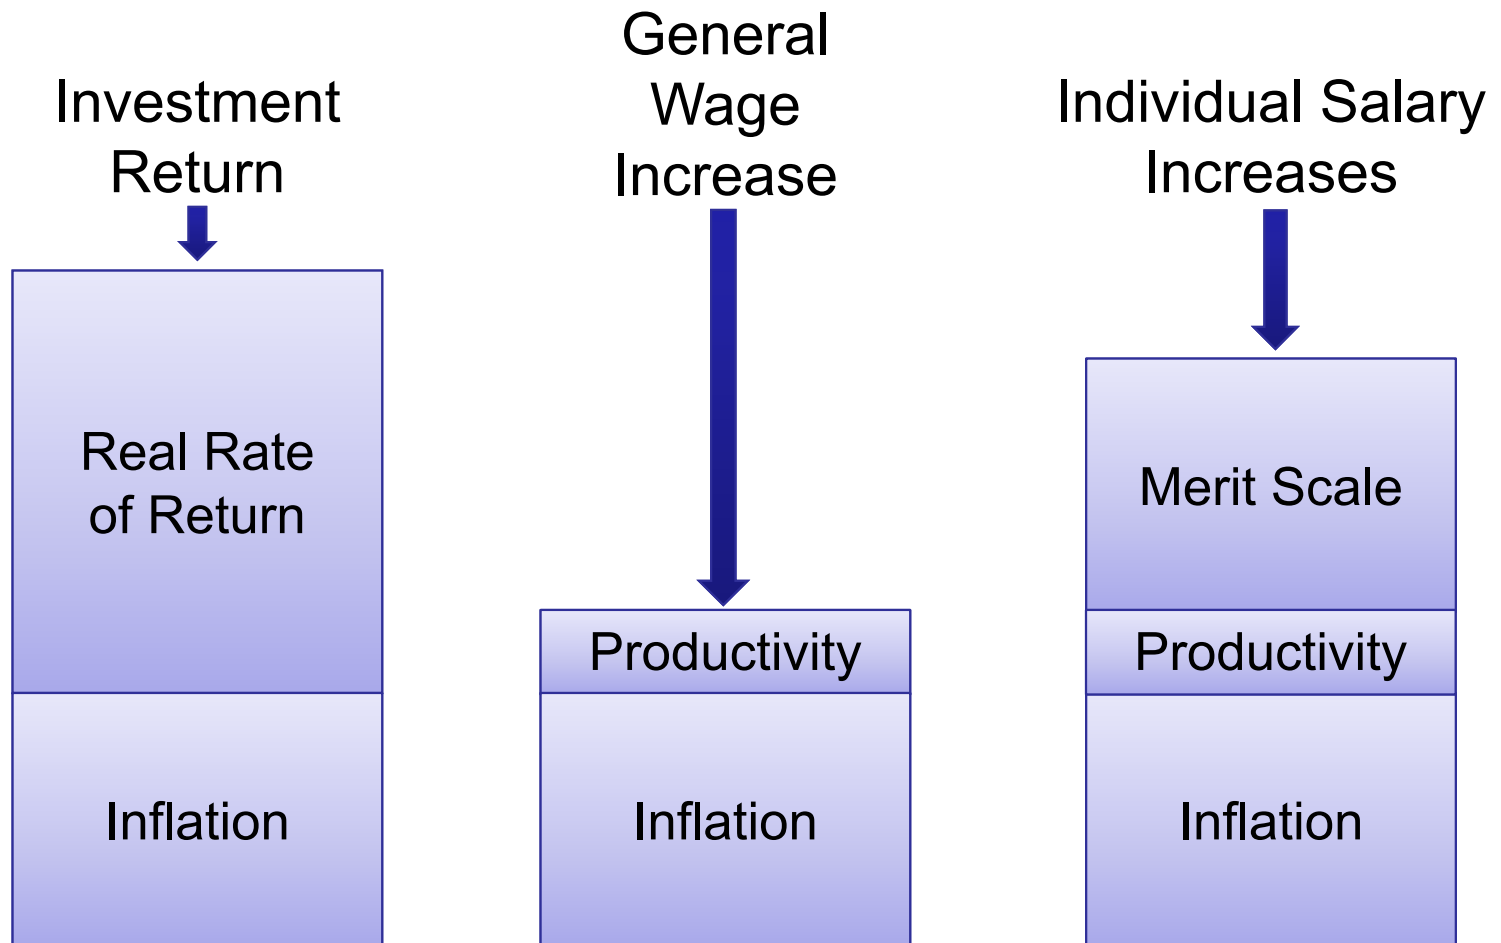 Investment
Return
General
Wage
Increase
Individual Salary
Increases
Real Rate
of Return
Inflation
Productivity
Inflation
Merit Scale
Productivity
Inflation